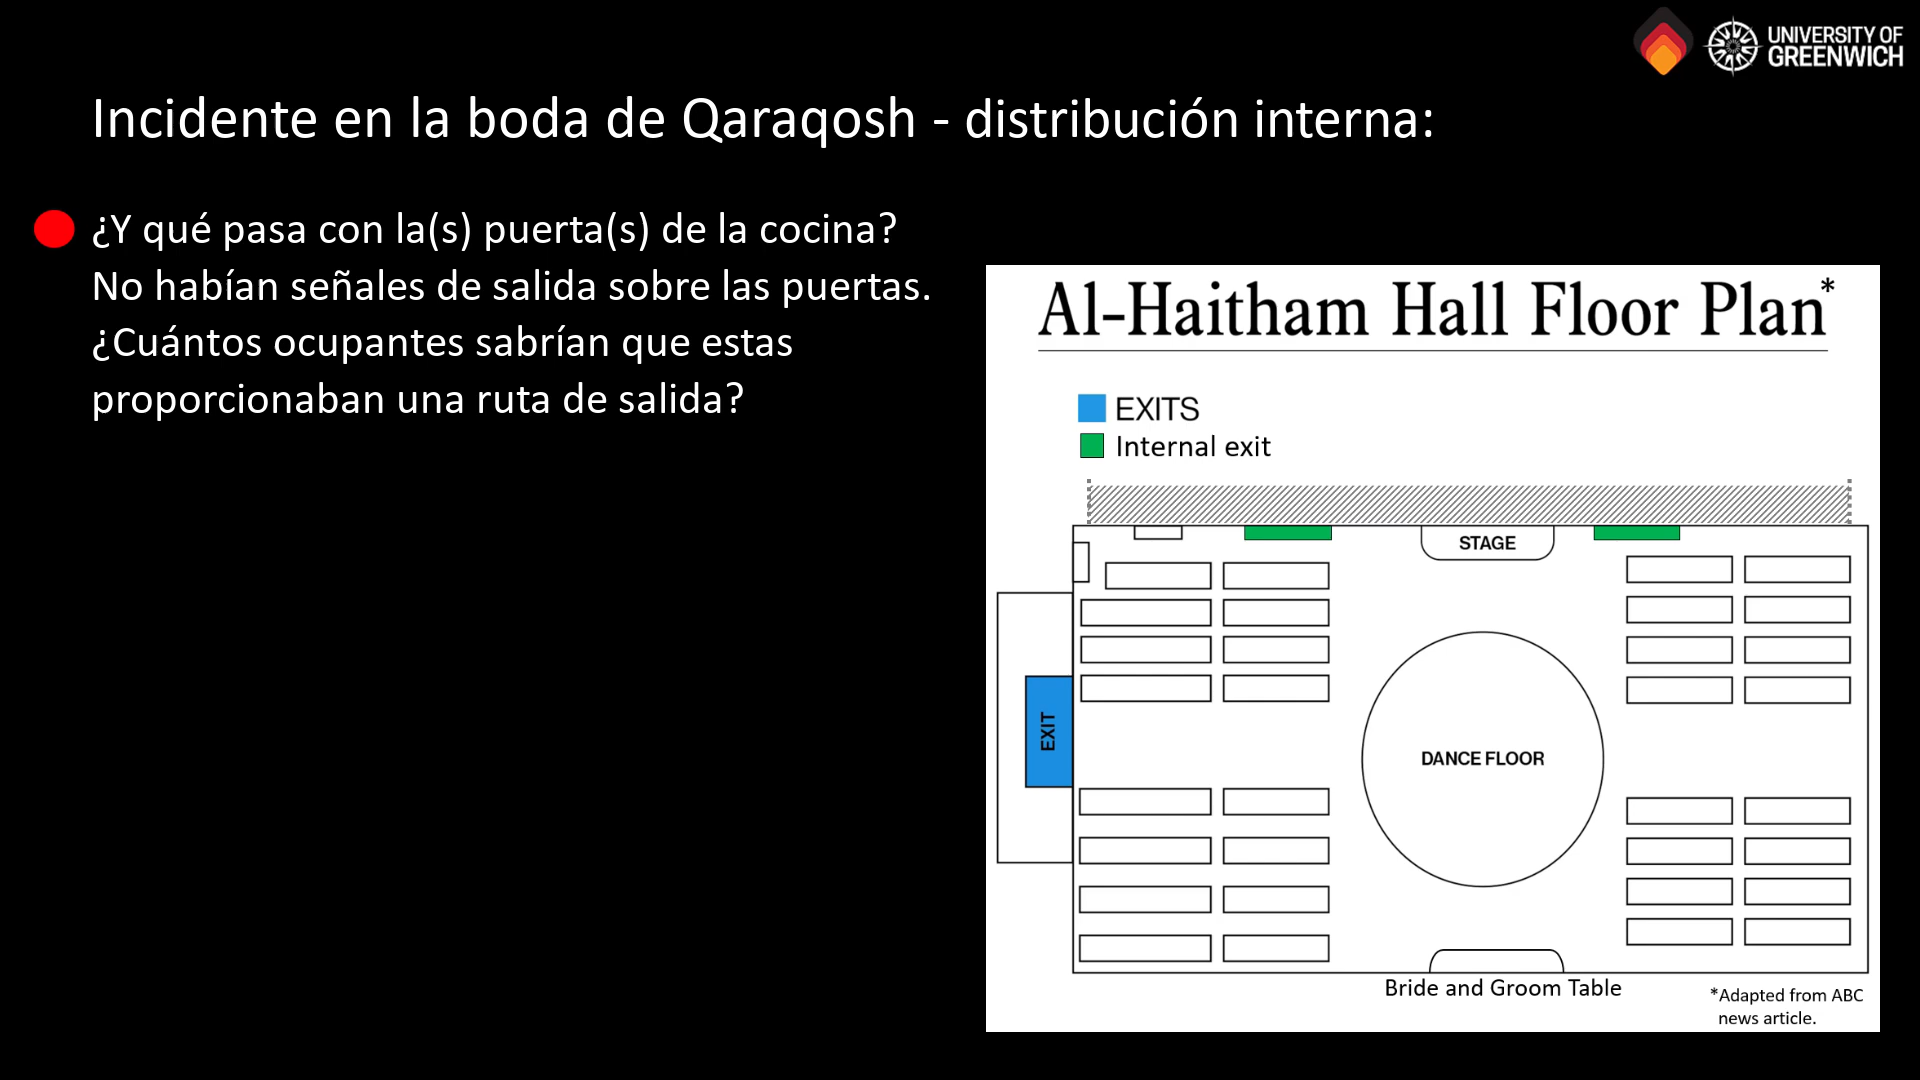 UNIVERSITY OF
GREENWICH
Incidente en la boda de Qaraqosh - distribución interna:
¿Y qué pasa con la(s) puerta(s) de la cocina?
No habían señales de salida sobre las puertas.
¿Cuántos ocupantes sabrían que estas
proporcionaban una ruta de salida?
Al-Haitham Hall Floor Plan*
EXITS
Internal exit
STAGE
EXIT
DANCE FLOOR
Bride and Groom Table
*Adapted from ABC
news article.